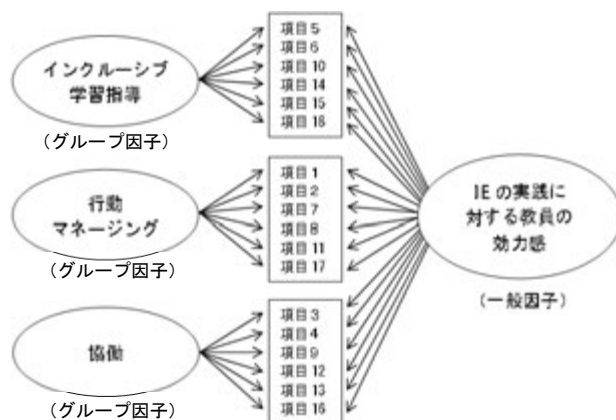 インクルーシブ
学習指導
(グループ因子)
項目5
項目6
項目10
項目14
項目15
項目18
行動
マネージング
(グループ因子)
項目1
項目2
項目7
項目8
項目11
項目17
協働
(グループ因子)
項目3
項目4
項目9
項目12
項目13
項目16
IEの実践に
対する教員の
効力感
(一般因子)